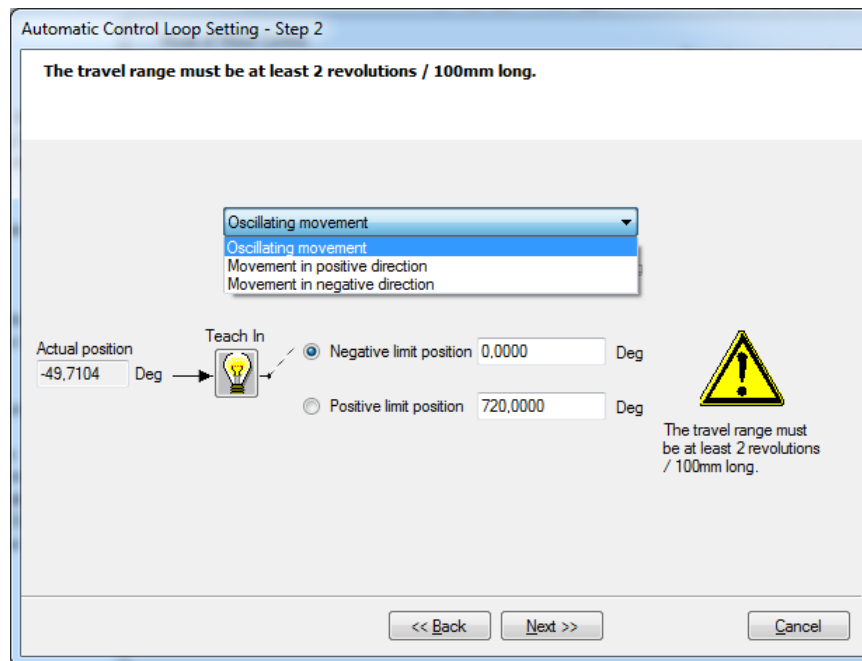 Automatic Control Loop Setting - Step 2
The travel range must be at least 2 revolutions / 100mm long.
Oscillating movement
Oscillating movement
Movement in positive direction
Movement in negative direction
Teach In
Actual position
-49,7104 Deg
Negative limit position 0,0000 Deg
Positive limit position 720,0000 Deg
The travel range must
be at least 2 revolutions
/ 100mm long.
<< Back Next >> Cancel